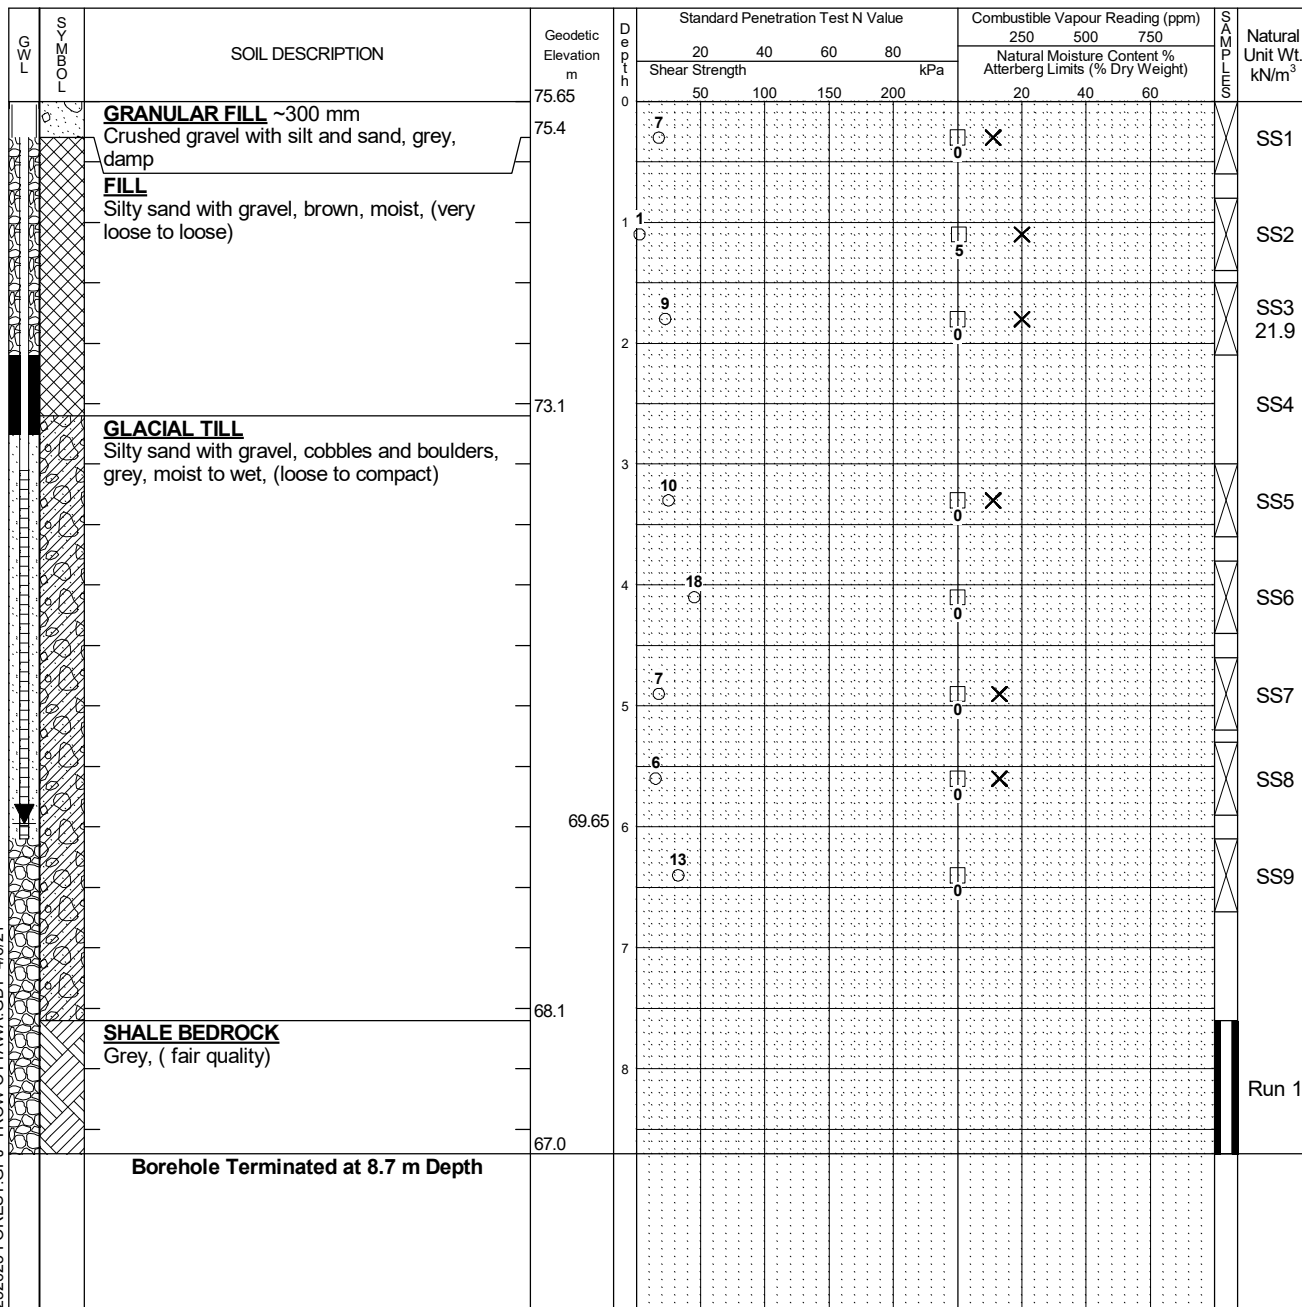 GWL
SYMBOL
SOIL DESCRIPTION
Geodetic
Elevation
m
Depth
Standard Penetration Test N Value
20 40 60 80
Shear Strength kPa
50 100 150 200
Combustible Vapour Reading (ppm)
250 500 750
Natural Moisture Content %
Atterberg Limits (% Dry Weight)
20 40 60
SAMPLES
Natural
Unit Wt.
kN/m³
75.65
0
GRANULAR FILL ~300 mm
Crushed gravel with silt and sand, grey,
damp
75.4
7
0
SS1
FILL
Silty sand with gravel, brown, moist, (very
loose to loose)
1
1
5
SS2
9
0
SS3
21.9
2
73.1
SS4
GLACIAL TILL
Silty sand with gravel, cobbles and boulders,
grey, moist to wet, (loose to compact)
3
10
0
SS5
4
18
0
SS6
7
0
SS7
5
6
0
SS8
69.65
6
13
0
SS9
7
68.1
SHALE BEDROCK
Grey, ( fair quality)
8
Run 1
67.0
Borehole Terminated at 8.7 m Depth